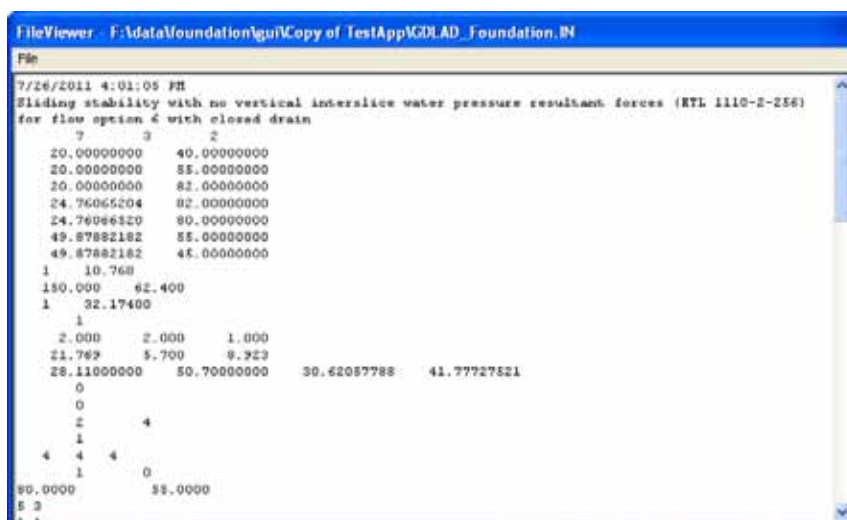 FileViewer - F:\data\foundation\gui\Copy of TestApp\GDLAD_Foundation.IN
File
7/26/2011 4:01:05 PM
Sliding stability with no vertical interslice water pressure resultant forces (ETL 1110-2-256)
for flow option 6 with closed drain
7 3 2
20.00000000 40.00000000
20.00000000 55.00000000
20.00000000 82.00000000
24.76065204 82.00000000
24.76066520 80.00000000
49.87882182 55.00000000
49.87882182 45.00000000
1 10.768
150.000 62.400
1 32.17400
1
2.000 2.000 1.000
21.769 5.700 8.923
28.11000000 50.70000000 30.62057788 41.77727521
0
0
2 4
1
4 4 4
1 0
80.0000 55.0000
5 3